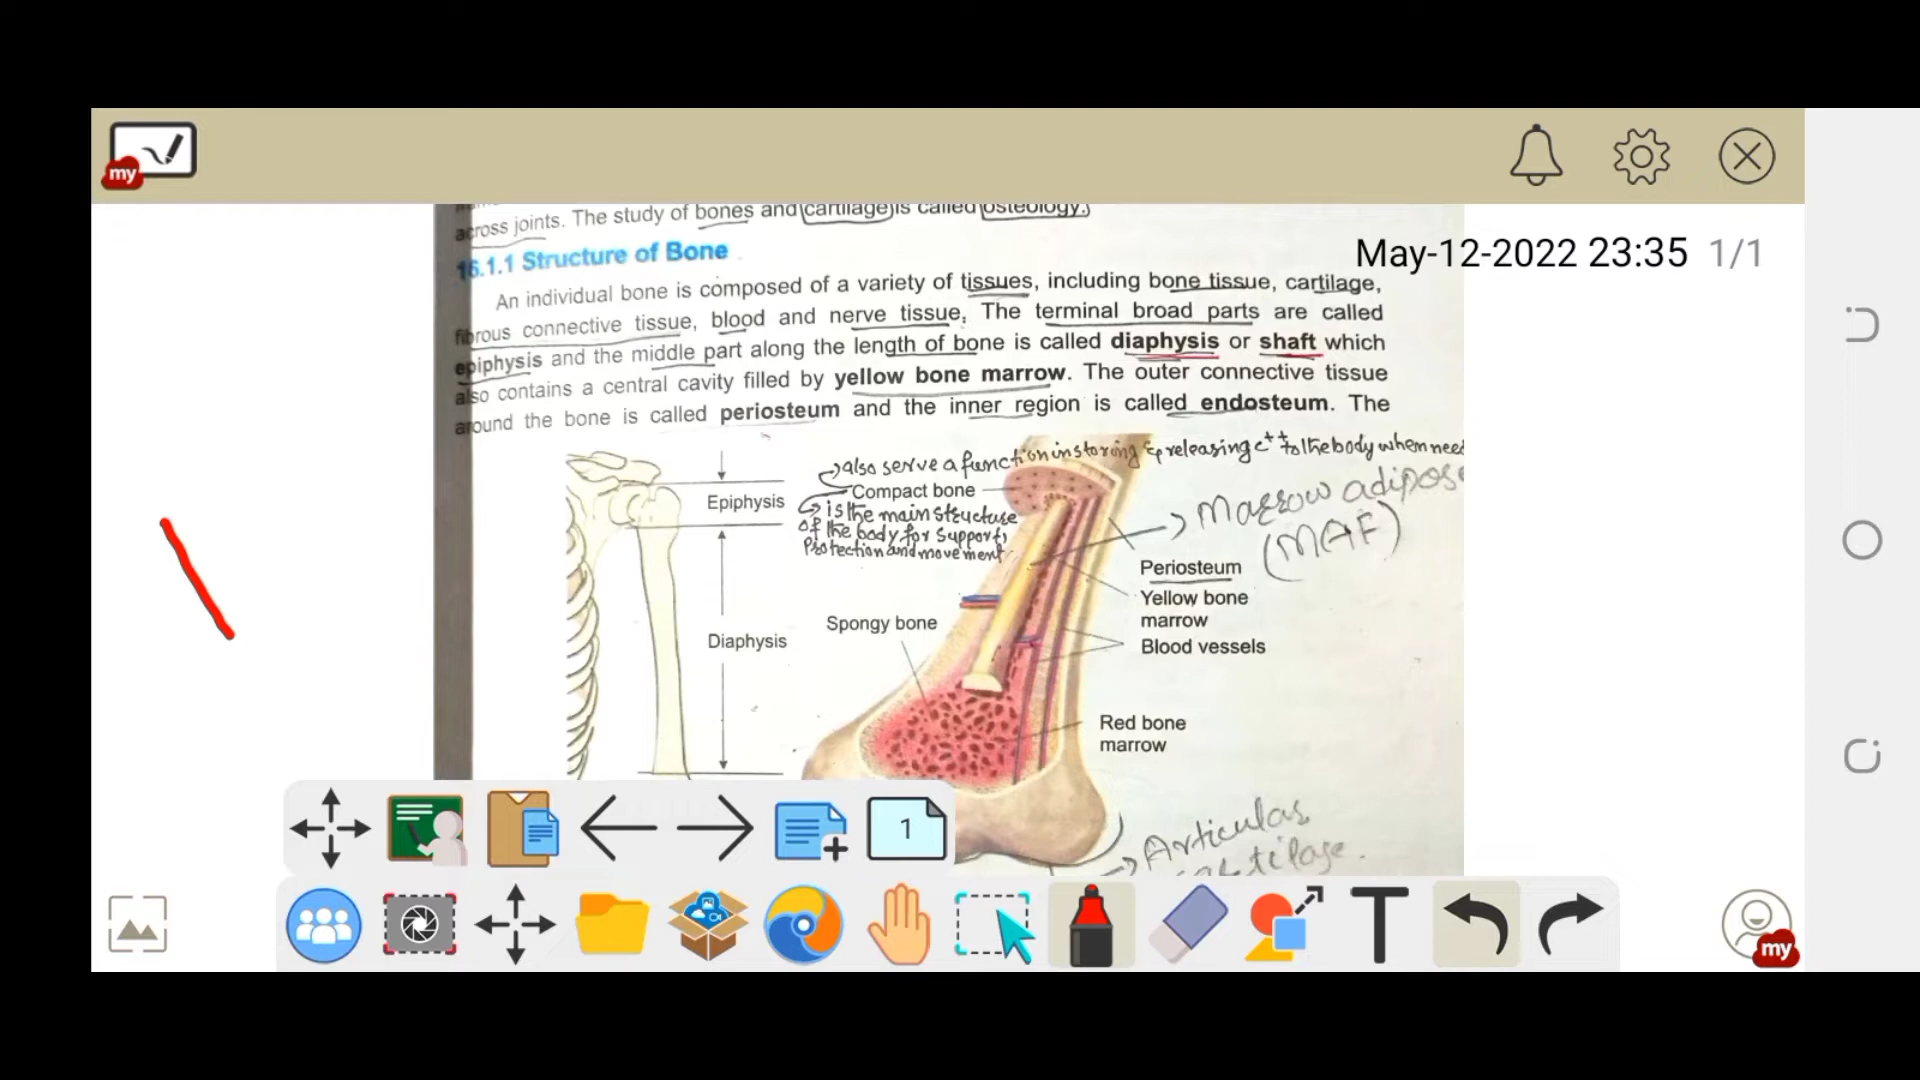 my
across joints. The study of bones and cartilage is called osteology.
May-12-2022 23:35 1/1
16.1.1 Structure of Bone
An individual bone is composed of a variety of tissues, including bone tissue, cartilage,
fibrous connective tissue, blood and nerve tissue. The terminal broad parts are called
epiphysis and the middle part along the length of bone is called diaphysis or shaft which
also contains a central cavity filled by yellow bone marrow. The outer connective tissue
around the bone is called periosteum and the inner region is called endosteum. The
also serve a function in storing & releasing c++ to the body when need
Epiphysis
Compact bone
is the main structure
of the body for support,
Protection and movement
Marrow adipose
(MAF)
Periosteum
Yellow bone
marrow
Blood vessels
Spongy bone
Diaphysis
Red bone
marrow
Articular
1
T
my